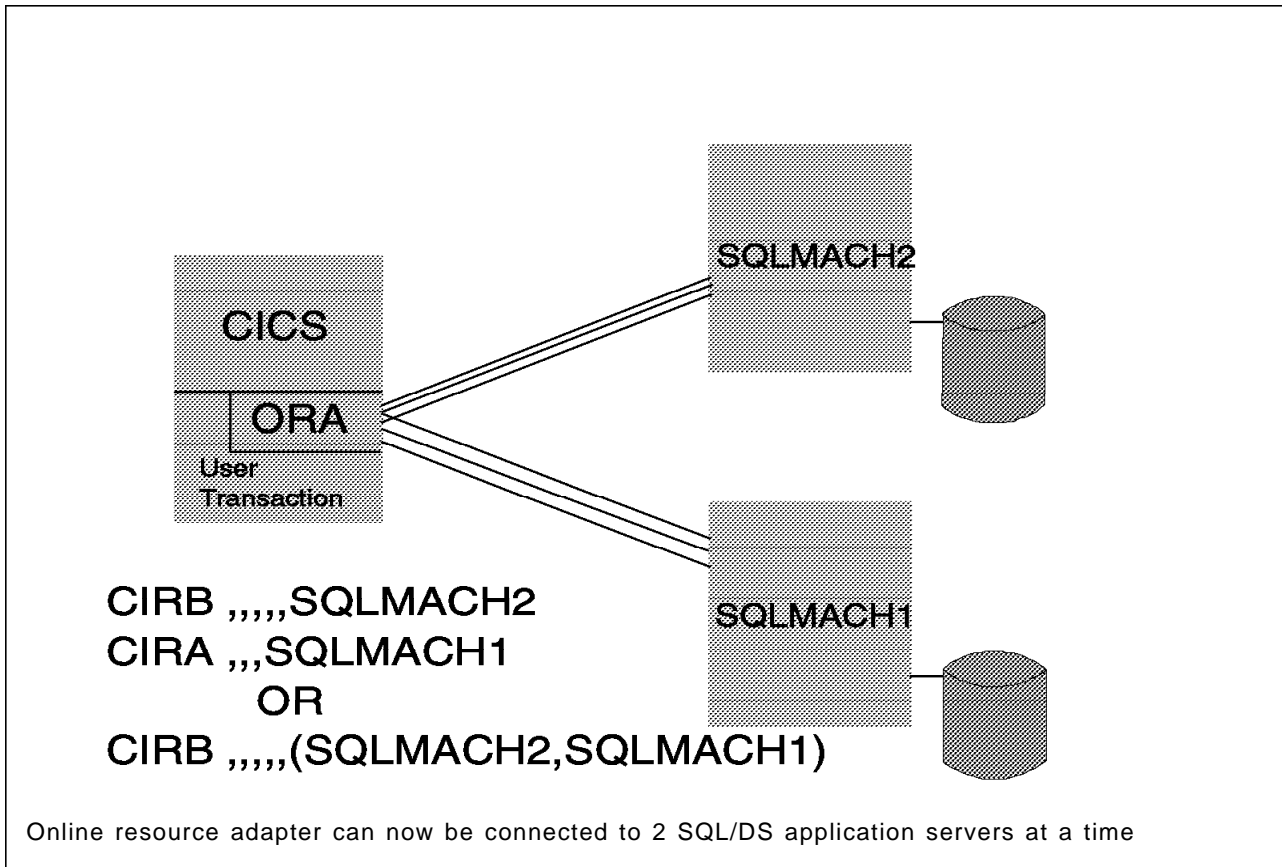 SQLMACH2
CICS
ORA
User
Transaction
SQLMACH1
CIRB ,,,,,SQLMACH2
CIRA ,,,SQLMACH1
OR
CIRB ,,,,,(SQLMACH2,SQLMACH1)
Online resource adapter can now be connected to 2 SQL/DS application servers at a time